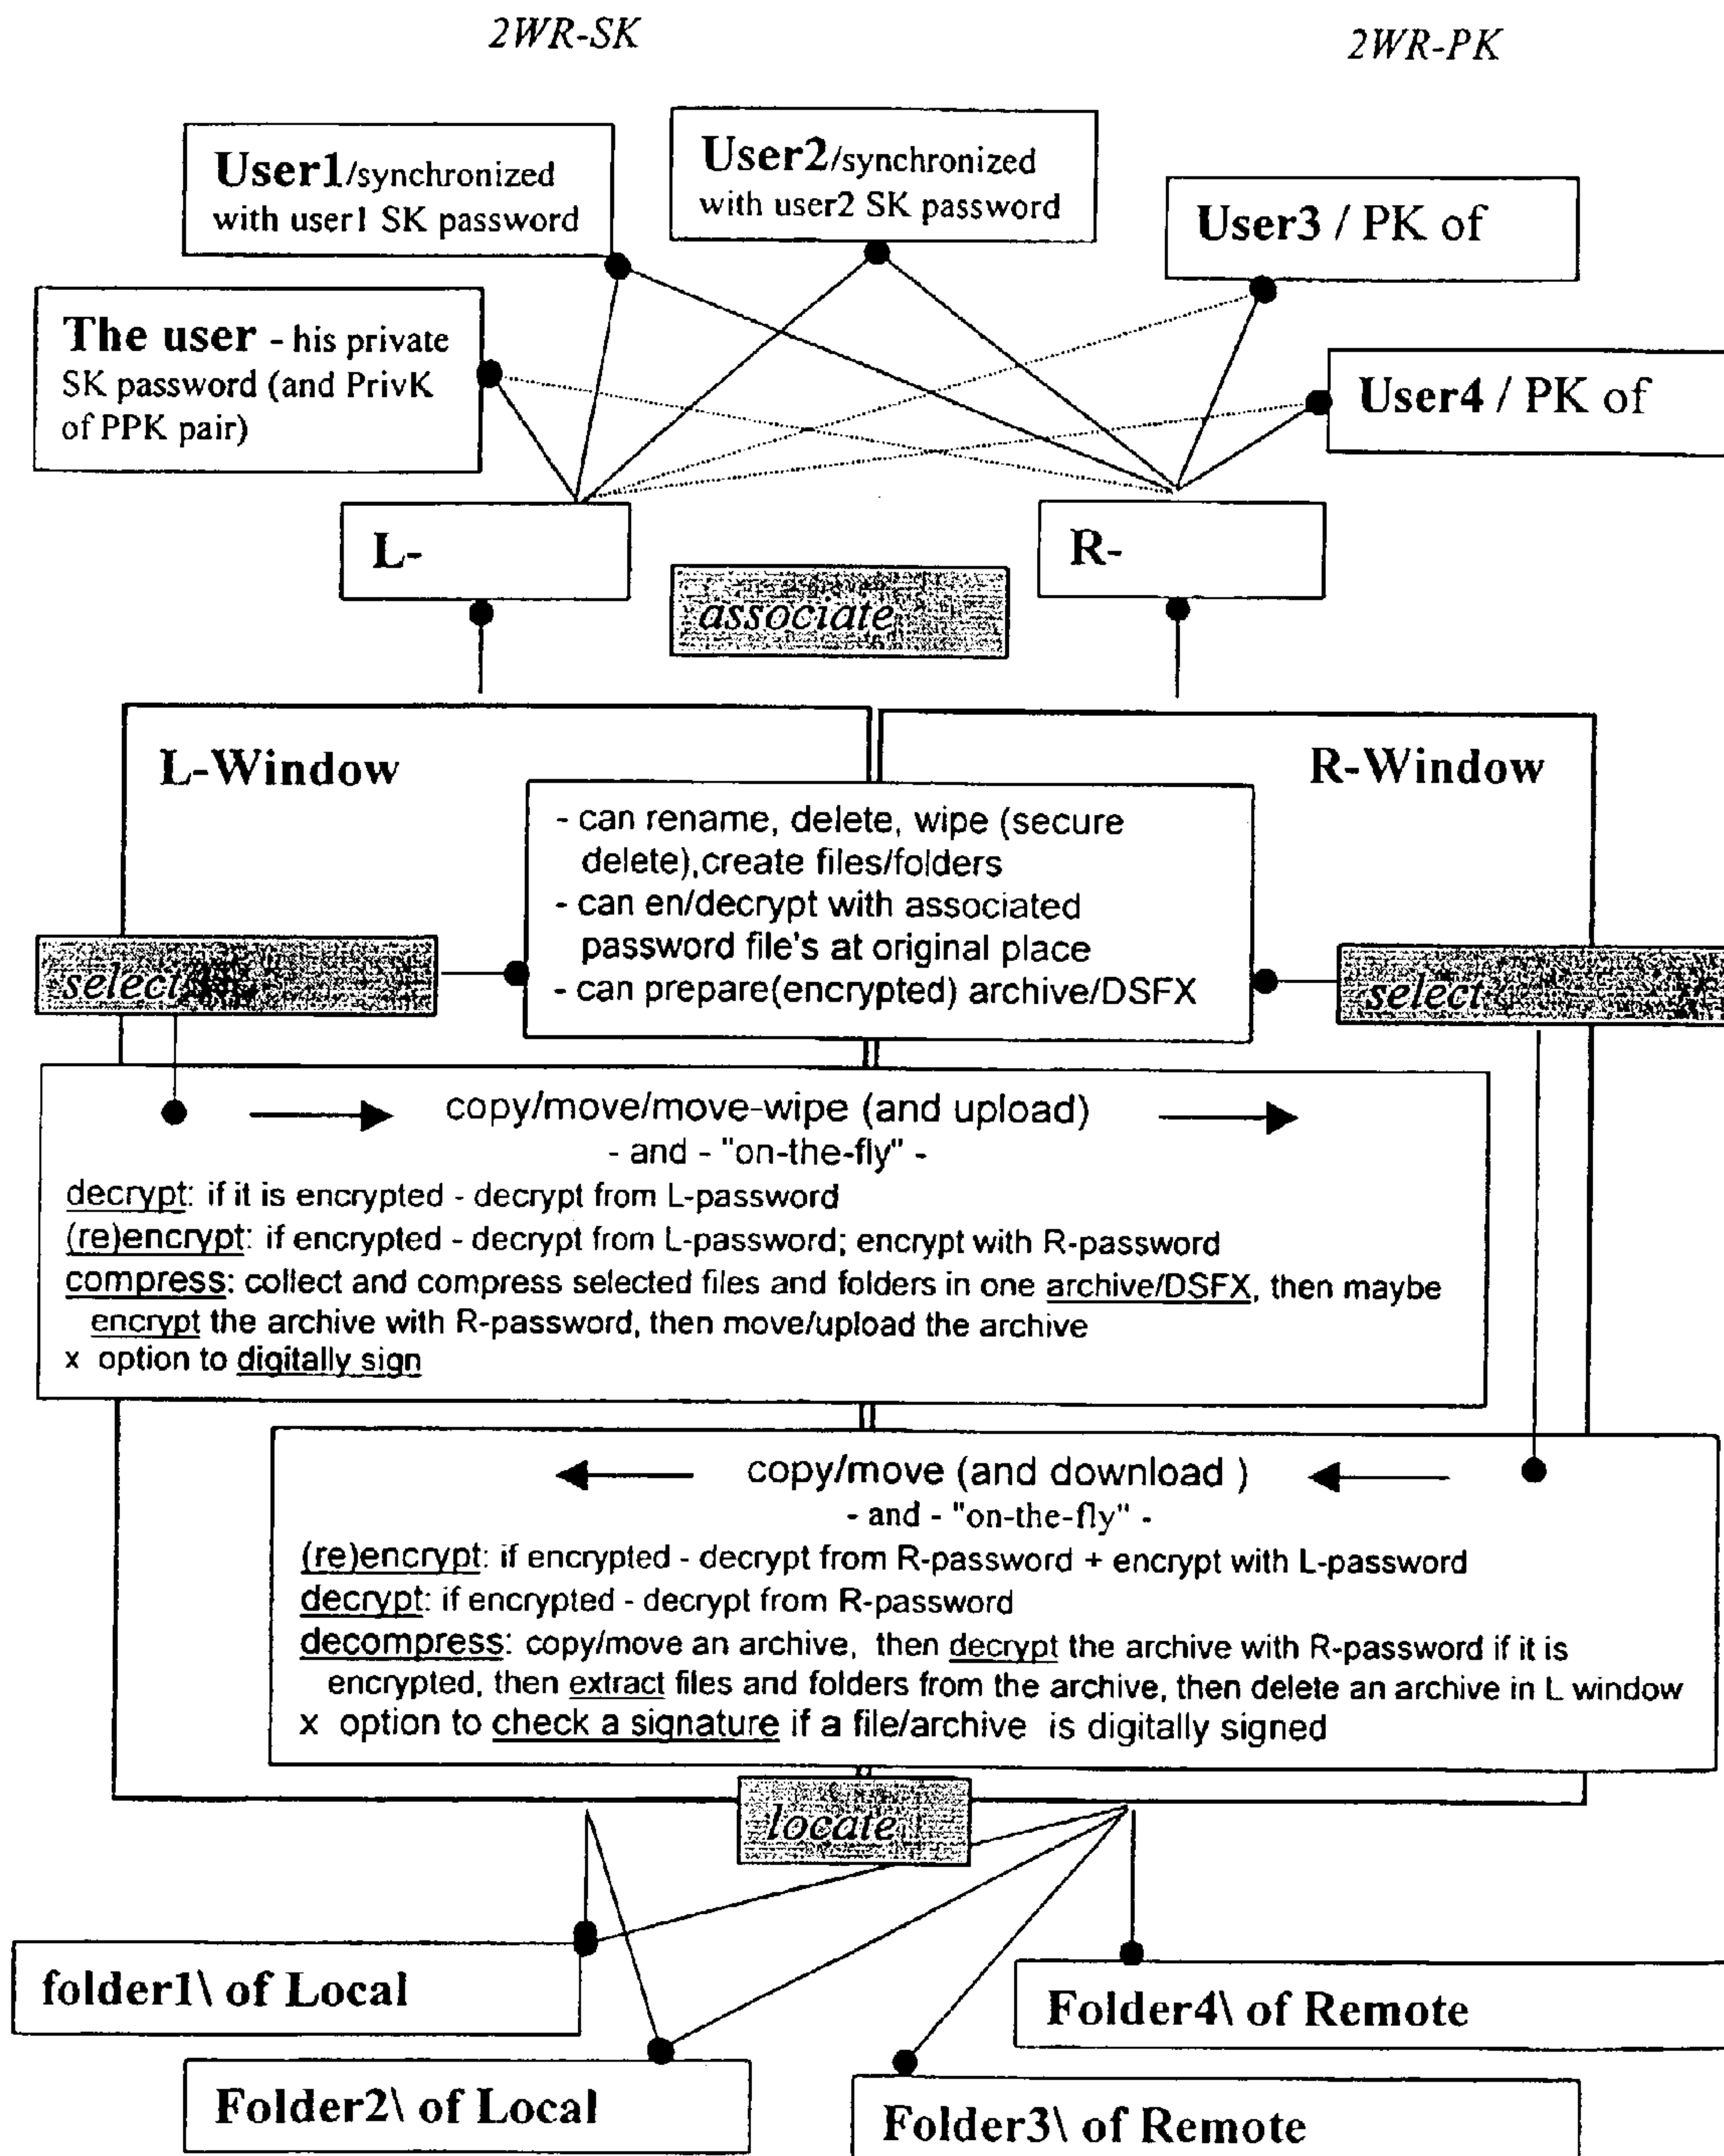 2WR-SK
2WR-PK
User1/synchronized
with user1 SK password
User2/synchronized
with user2 SK password
User3 / PK of
The user - his private
SK password (and PrivK
of PPK pair)
User4 / PK of
L-
R-
associate
L-Window
R-Window
- can rename, delete, wipe (secure
delete),create files/folders
- can en/decrypt with associated
password file's at original place
- can prepare(encrypted) archive/DSFX
select
select
copy/move/move-wipe (and upload)
- and - "on-the-fly" -
decrypt: if it is encrypted - decrypt from L-password
(re)encrypt: if encrypted - decrypt from L-password; encrypt with R-password
compress: collect and compress selected files and folders in one archive/DSFX, then maybe
encrypt the archive with R-password, then move/upload the archive
x option to digitally sign
copy/move (and download )
- and - "on-the-fly" -
(re)encrypt: if encrypted - decrypt from R-password + encrypt with L-password
decrypt: if encrypted - decrypt from R-password
decompress: copy/move an archive, then decrypt the archive with R-password if it is
encrypted, then extract files and folders from the archive, then delete an archive in L window
x option to check a signature if a file/archive is digitally signed
locate
folder1\ of Local
Folder4\ of Remote
Folder2\ of Local
Folder3\ of Remote